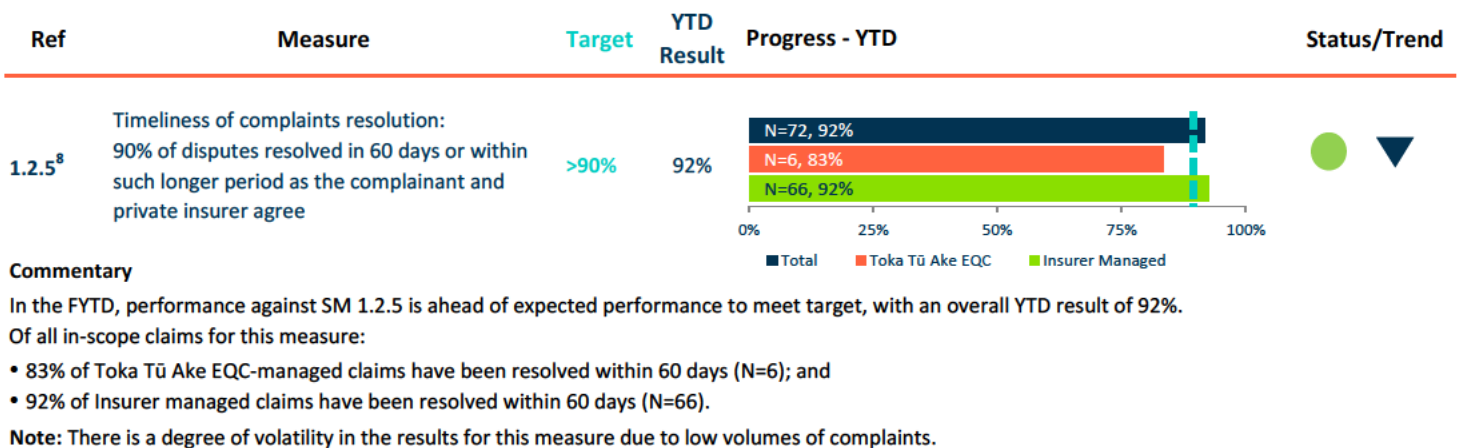 Ref Measure Target YTD Result Progress - YTD Status/Trend
1.2.5⁸
Timeliness of complaints resolution:
90% of disputes resolved in 60 days or within
such longer period as the complainant and
private insurer agree
>90%
92%
N=72, 92%
N=6, 83%
N=66, 92%
0% 25% 50% 75% 100%
Total Toka Tū Ake EQC Insurer Managed
Commentary
In the FYTD, performance against SM 1.2.5 is ahead of expected performance to meet target, with an overall YTD result of 92%.
Of all in-scope claims for this measure:
• 83% of Toka Tū Ake EQC-managed claims have been resolved within 60 days (N=6); and
• 92% of Insurer managed claims have been resolved within 60 days (N=66).
Note: There is a degree of volatility in the results for this measure due to low volumes of complaints.